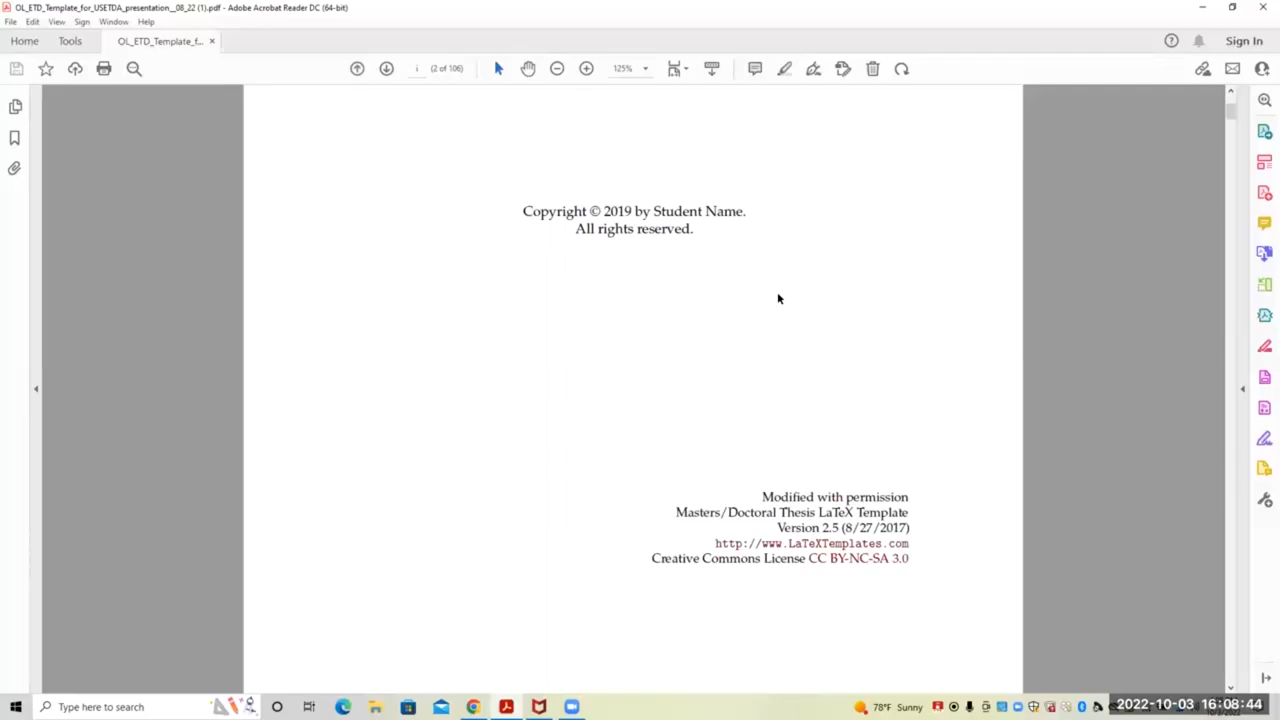 OL_ETD_Template_for_USETDA_presentation__08_22 (1).pdf - Adobe Acrobat Reader DC (64-bit)
File Edit View Sign Window Help
Home Tools OL_ETD_Template_f... × Sign In
i (2 of 106) 125%
Copyright © 2019 by Student Name.
All rights reserved.
Modified with permission
Masters/Doctoral Thesis LaTeX Template
Version 2.5 (8/27/2017)
http://www.LaTeXTemplates.com
Creative Commons License CC BY-NC-SA 3.0
Type here to search 78°F Sunny 2022-10-03 16:08:44